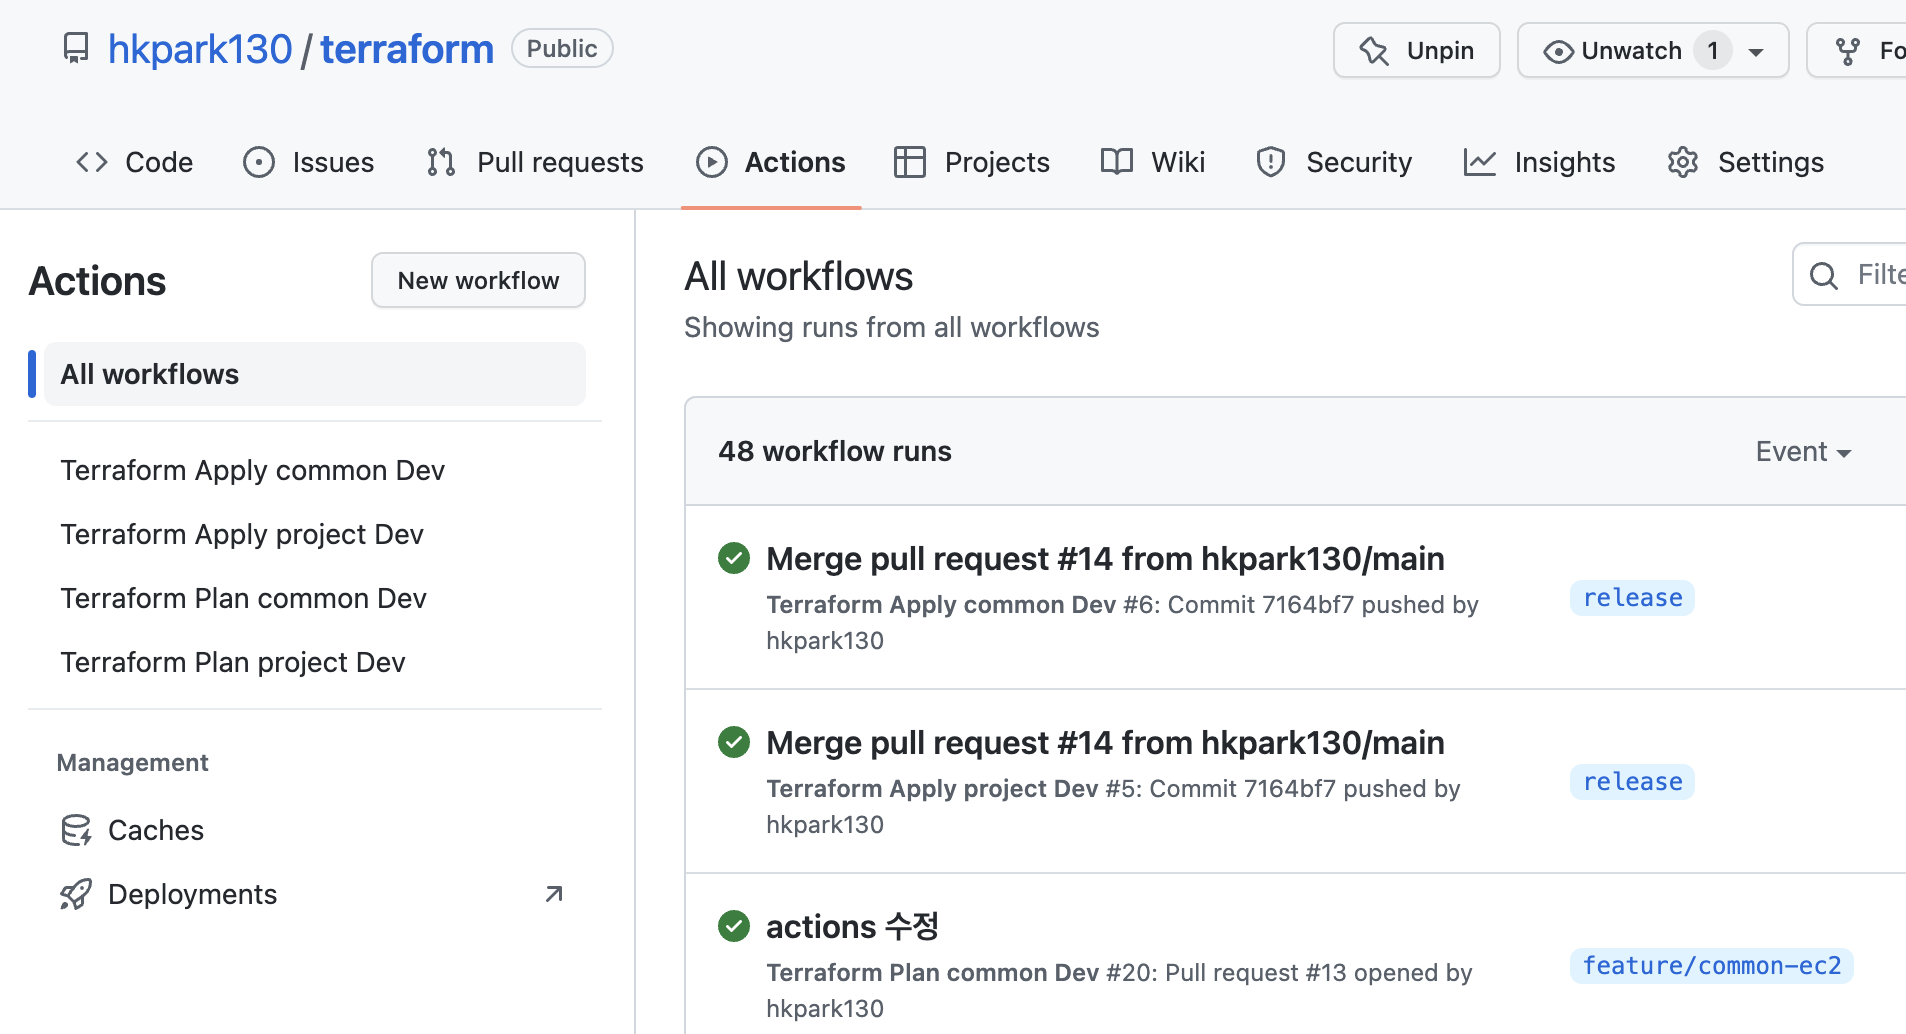 hkpark130/terraform Public
Unpin Unwatch 1 Fo
Code Issues Pull requests Actions Projects Wiki Security Insights Settings
Actions
New workflow
All workflows
Terraform Apply common Dev
Terraform Apply project Dev
Terraform Plan common Dev
Terraform Plan project Dev
Management
Caches
Deployments
All workflows
Showing runs from all workflows
Filte
48 workflow runs
Event
Merge pull request #14 from hkpark130/main
Terraform Apply common Dev #6: Commit 7164bf7 pushed by
hkpark130
release
Merge pull request #14 from hkpark130/main
Terraform Apply project Dev #5: Commit 7164bf7 pushed by
hkpark130
release
actions 수정
Terraform Plan common Dev #20: Pull request #13 opened by
hkpark130
feature/common-ec2